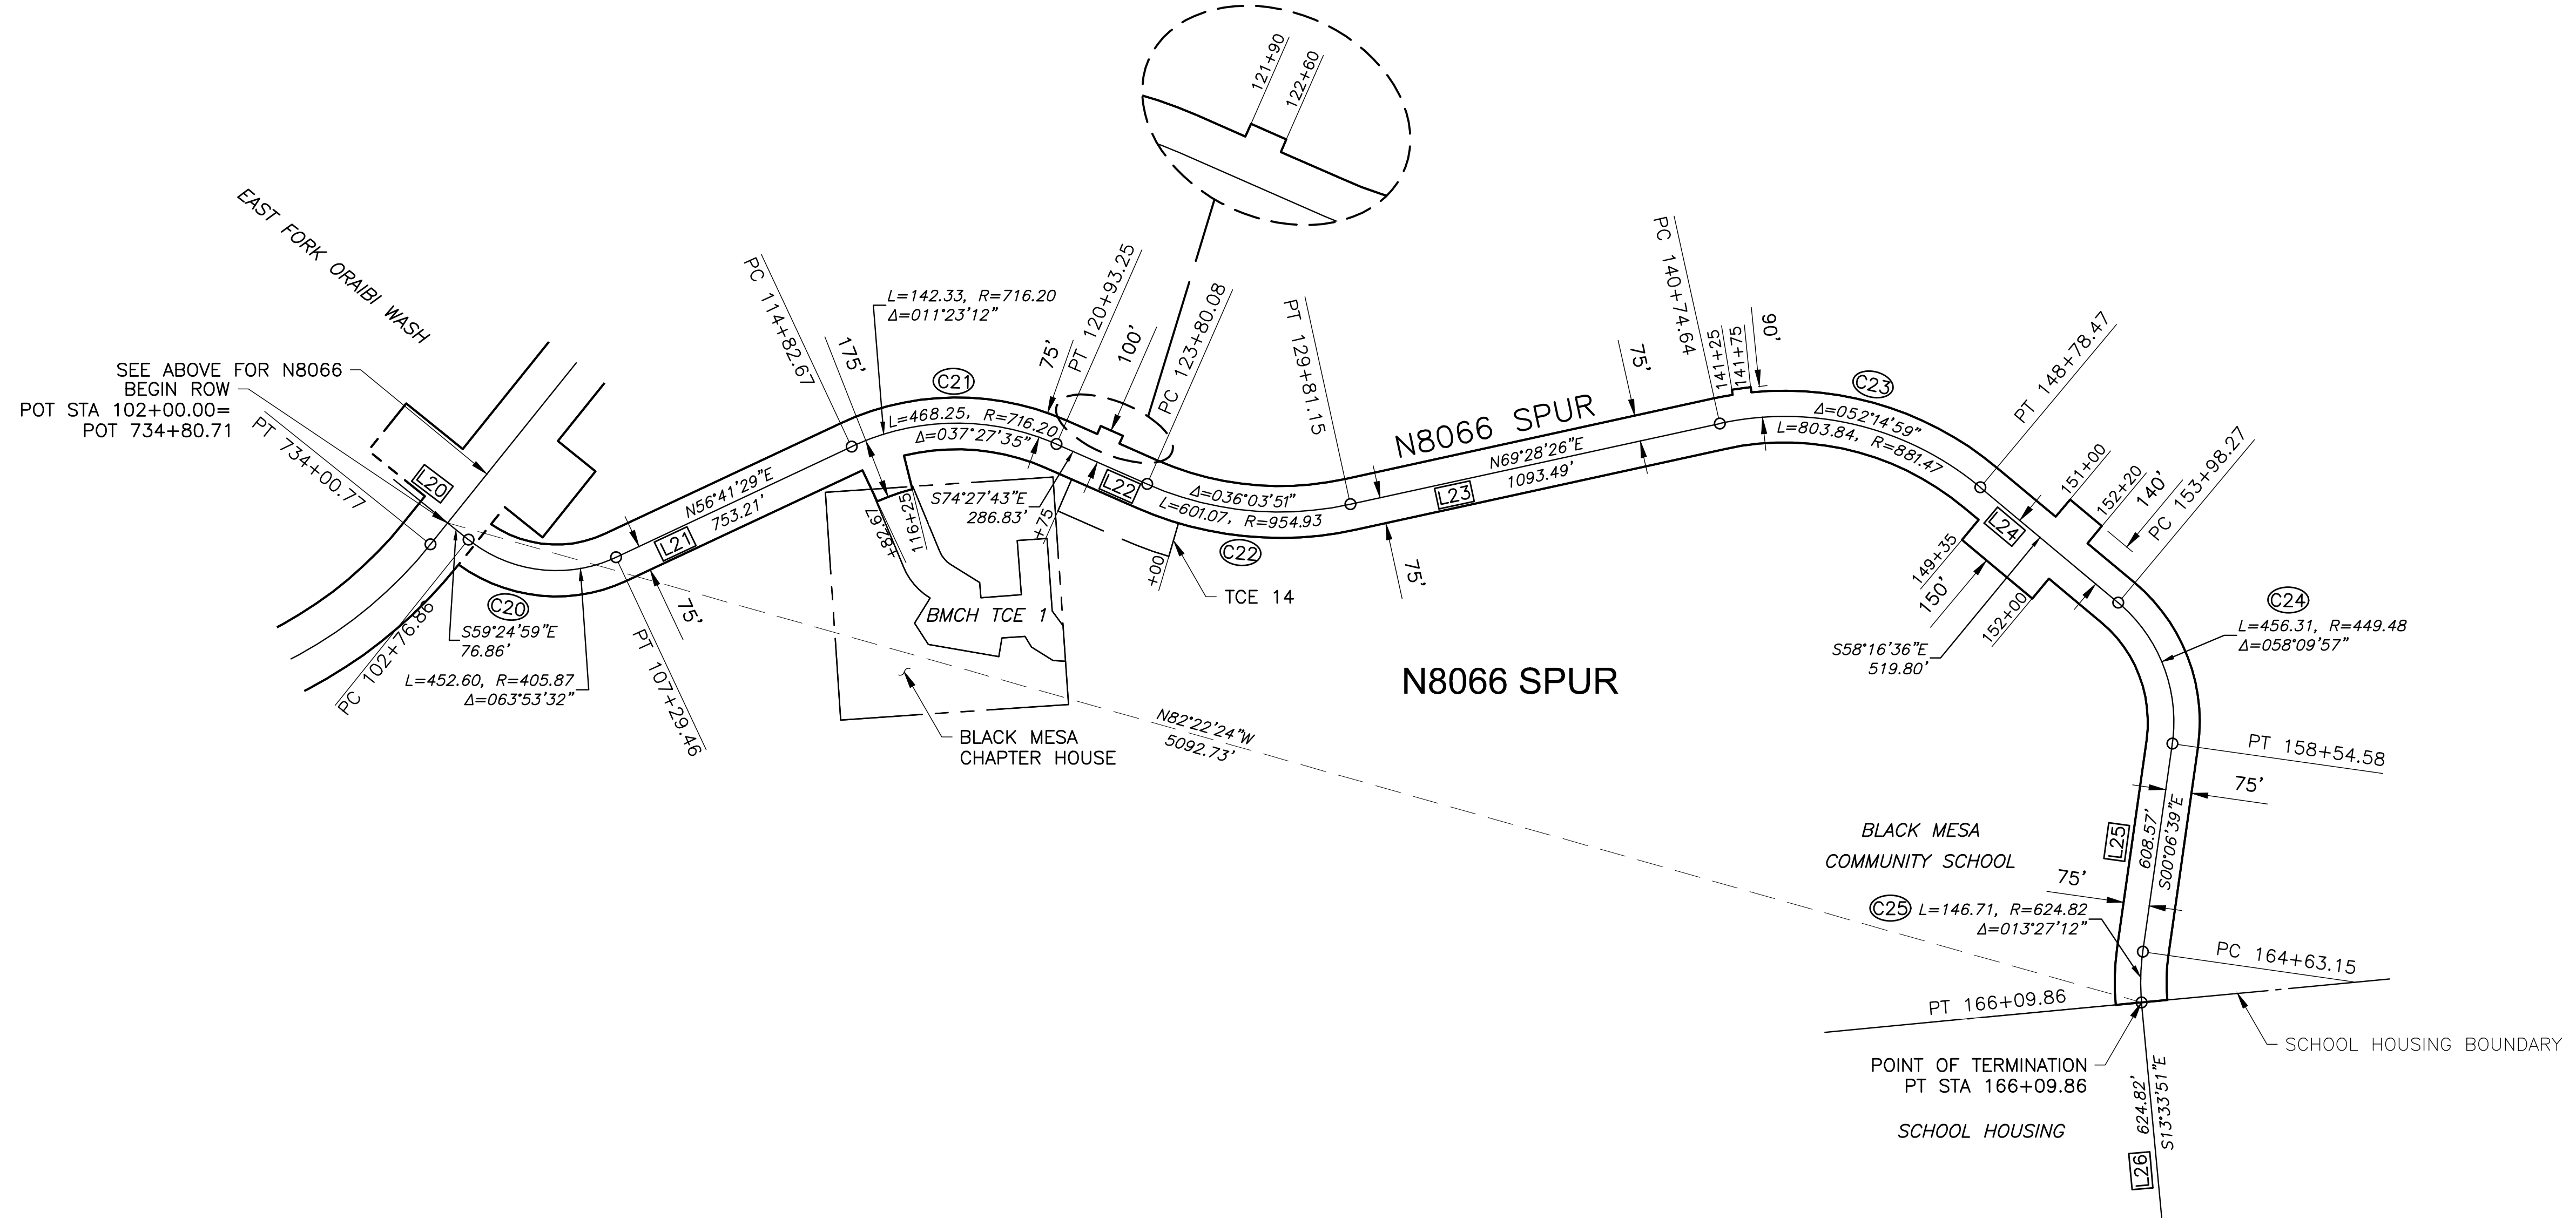 121+90
122+60
EAST FORK ORAIBI WASH
SEE ABOVE FOR N8066
BEGIN ROW
POT STA 102+00.00=
POT 734+80.71
PT 734+00.77
L20
PC 102+76.86
S59°24'59"E
76.86'
C20
L=452.60, R=405.87
Δ=063°53'32"
PT 107+29.46
75'
L21
N56°41'29"E
753.21'
PC 114+82.67
175'
L=142.33, R=716.20
Δ=011°23'12"
C21
L=468.25, R=716.20
Δ=037°27'35"
75'
PT 120+93.25
100'
PC 123+80.08
+82.67
116+25
S74°27'43"E
286.83'
L22
+75
+00
TCE 14
BMCH TCE 1
BLACK MESA
CHAPTER HOUSE
Δ=036°03'51"
L=601.07, R=954.93
C22
PT 129+81.15
75'
N8066 SPUR
N69°28'26"E
1093.49'
L23
75'
N8066 SPUR
PC 140+74.64
141+25
141+75
90'
C23
Δ=052°14'59"
L=803.84, R=881.47
PT 148+78.47
151+00
152+20
140'
PC 153+98.27
L24
149+35
150'
152+00
S58°16'36"E
519.80'
C24
L=456.31, R=449.48
Δ=058°09'57"
PT 158+54.58
75'
N82°22'24"W
5092.73'
BLACK MESA
COMMUNITY SCHOOL
L25
608.57'
S00°06'39"E
75'
C25
L=146.71, R=624.82
Δ=013°27'12"
PC 164+63.15
PT 166+09.86
SCHOOL HOUSING BOUNDARY
POINT OF TERMINATION
PT STA 166+09.86
SCHOOL HOUSING
L26
624.82'
S13°33'51"E